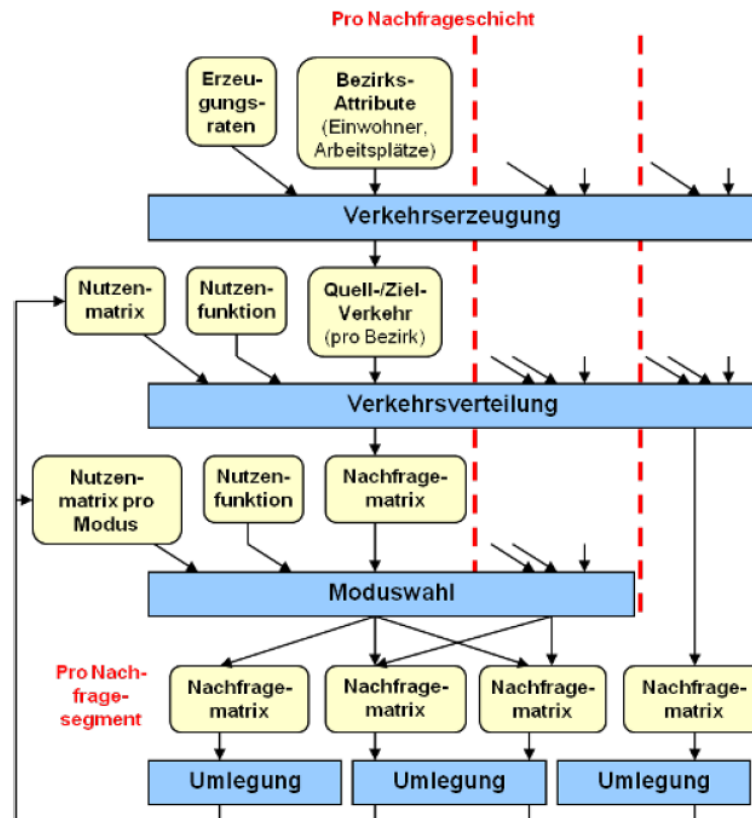 Pro Nachfrageschicht
Erzeu-
gungs-
raten
Bezirks-
Attribute
(Einwohner,
Arbeitsplätze)
Verkehrserzeugung
Nutzen-
matrix
Nutzen-
funktion
Quell-/Ziel-
Verkehr
(pro Bezirk)
Verkehrsverteilung
Nutzen-
matrix pro
Modus
Nutzen-
funktion
Nachfrage-
matrix
Moduswahl
Pro Nach-
frage-
segment
Nachfrage-
matrix
Nachfrage-
matrix
Nachfrage-
matrix
Nachfrage-
matrix
Umlegung
Umlegung
Umlegung